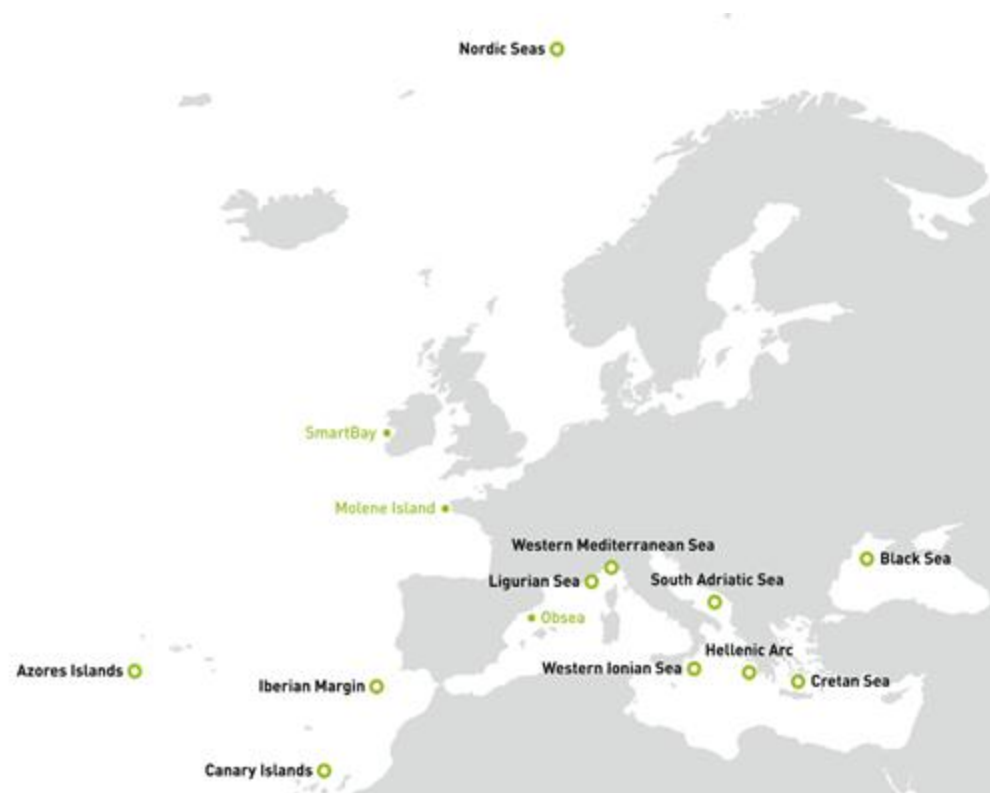 Nordic Seas
SmartBay
Molene Island
Western Mediterranean Sea
Black Sea
Ligurian Sea
South Adriatic Sea
Obsea
Hellenic Arc
Azores Islands
Western Ionian Sea
Iberian Margin
Cretan Sea
Canary Islands